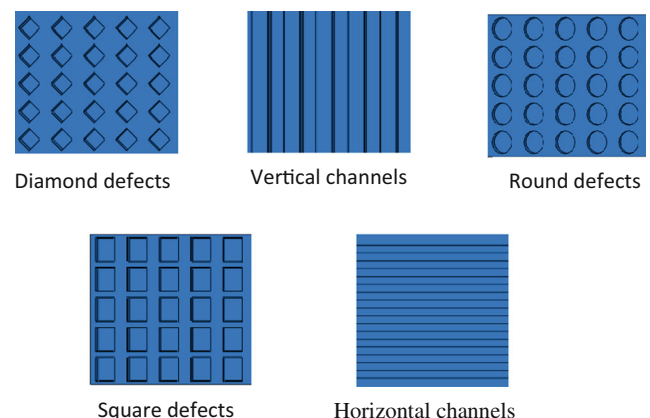 Diamond defects
Vertical channels
Round defects
Square defects
Horizontal channels